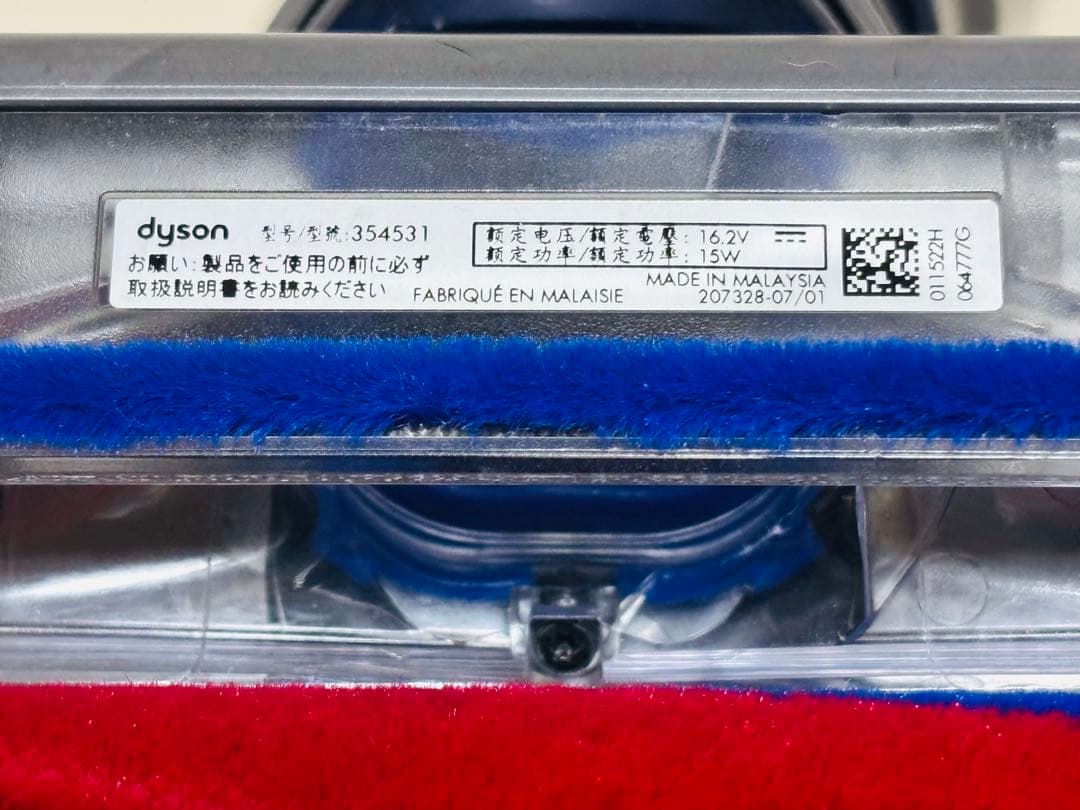 dyson 型号/型號:354531
お願い:製品をご使用の前に必ず
取扱説明書をお読みください
FABRIQUÉ EN MALAISIE
额定电压/額定電壓: 16.2V
额定功率/額定功率: 15W
MADE IN MALAYSIA
207328-07/01
011522H
064777G